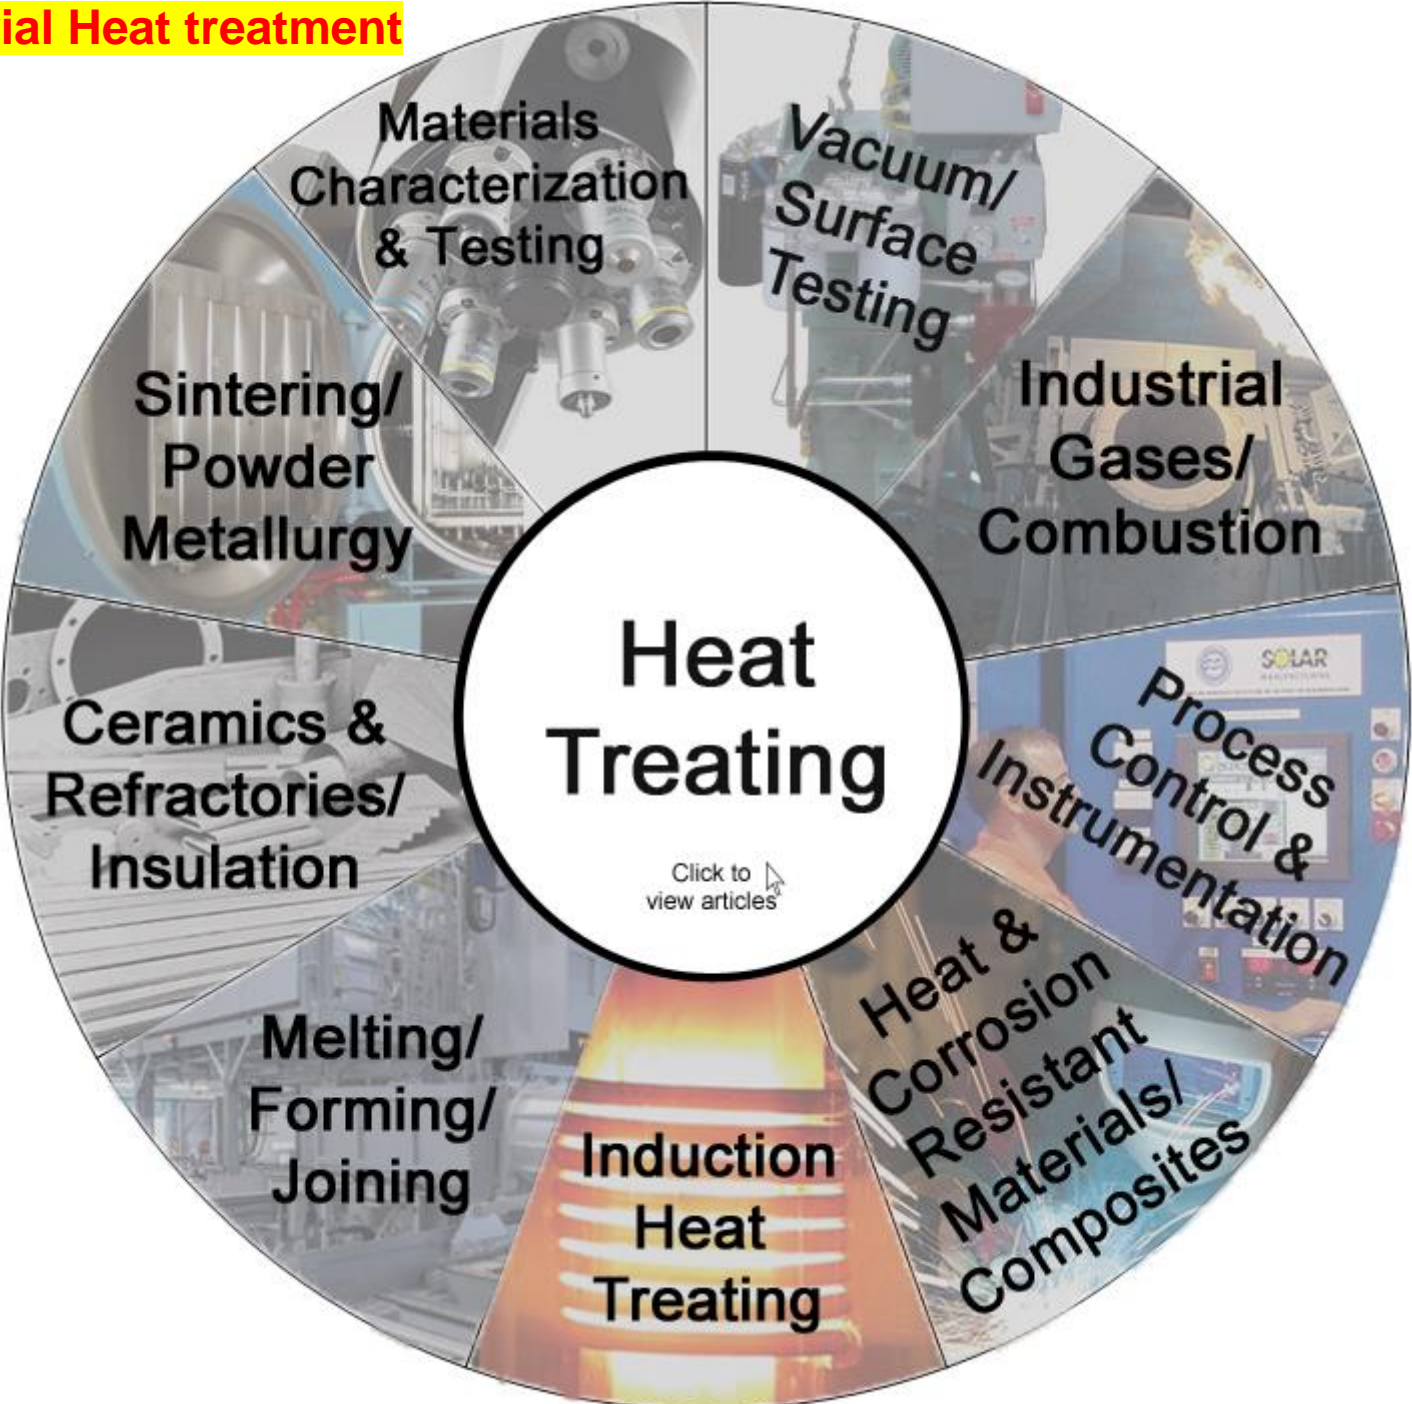 ial Heat treatment
Materials
Characterization
& Testing
Vacuum/
Surface
Testing
Industrial
Gases/
Combustion
Process
Control &
Instrumentation
Heat &
Corrosion
Resistant
Materials/
Composites
Induction
Heat
Treating
Melting/
Forming/
Joining
Ceramics &
Refractories/
Insulation
Sintering/
Powder
Metallurgy
Heat
Treating
Click to
view articles
SOLAR